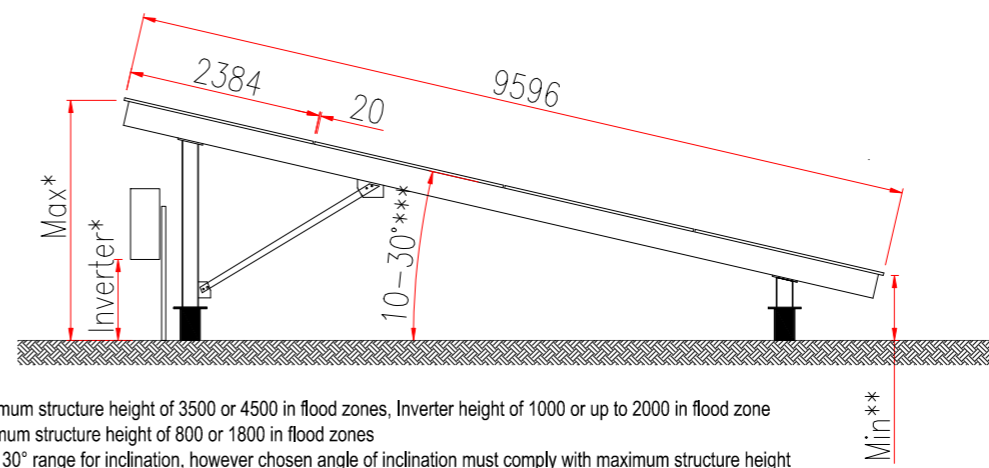 2384
20
9596
Max*
Inverter*
10-30°***
Min**
mum structure height of 3500 or 4500 in flood zones, Inverter height of 1000 or up to 2000 in flood zone
mum structure height of 800 or 1800 in flood zones
30° range for inclination, however chosen angle of inclination must comply with maximum structure height